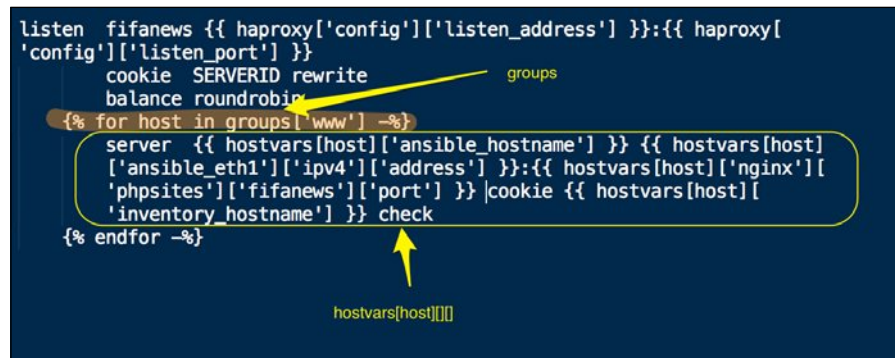 listen  fifanews {{ haproxy['config']['listen_address'] }}:{{ haproxy[
'config']['listen_port'] }}
cookie  SERVERID rewrite
groups
balance roundrobin
{% for host in groups['www'] -%}
server  {{ hostvars[host]['ansible_hostname'] }} {{ hostvars[host]
['ansible_eth1']['ipv4']['address'] }}:{{ hostvars[host]['nginx'][
'phpsites']['fifanews']['port'] }} cookie {{ hostvars[host][
'inventory_hostname'] }} check
{% endfor -%}
hostvars[host][][]